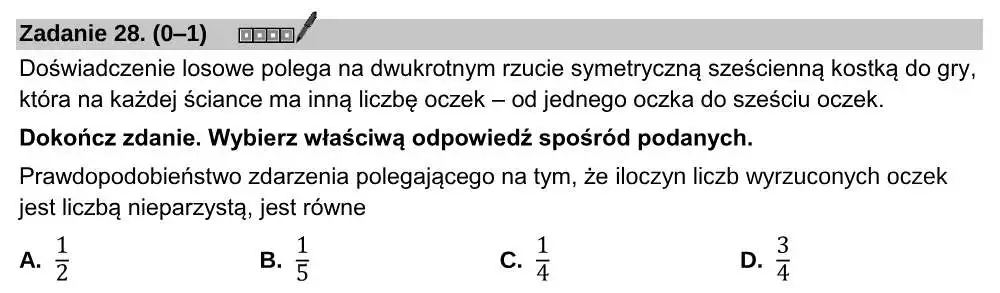 Zadanie 28. (0–1)
Doświadczenie losowe polega na dwukrotnym rzucie symetryczną sześcienną kostką do gry,
która na każdej ściance ma inną liczbę oczek – od jednego oczka do sześciu oczek.
Dokończ zdanie. Wybierz właściwą odpowiedź spośród podanych.
Prawdopodobieństwo zdarzenia polegającego na tym, że iloczyn liczb wyrzuconych oczek
jest liczbą nieparzystą, jest równe
A. 1/2 B. 1/5 C. 1/4 D. 3/4